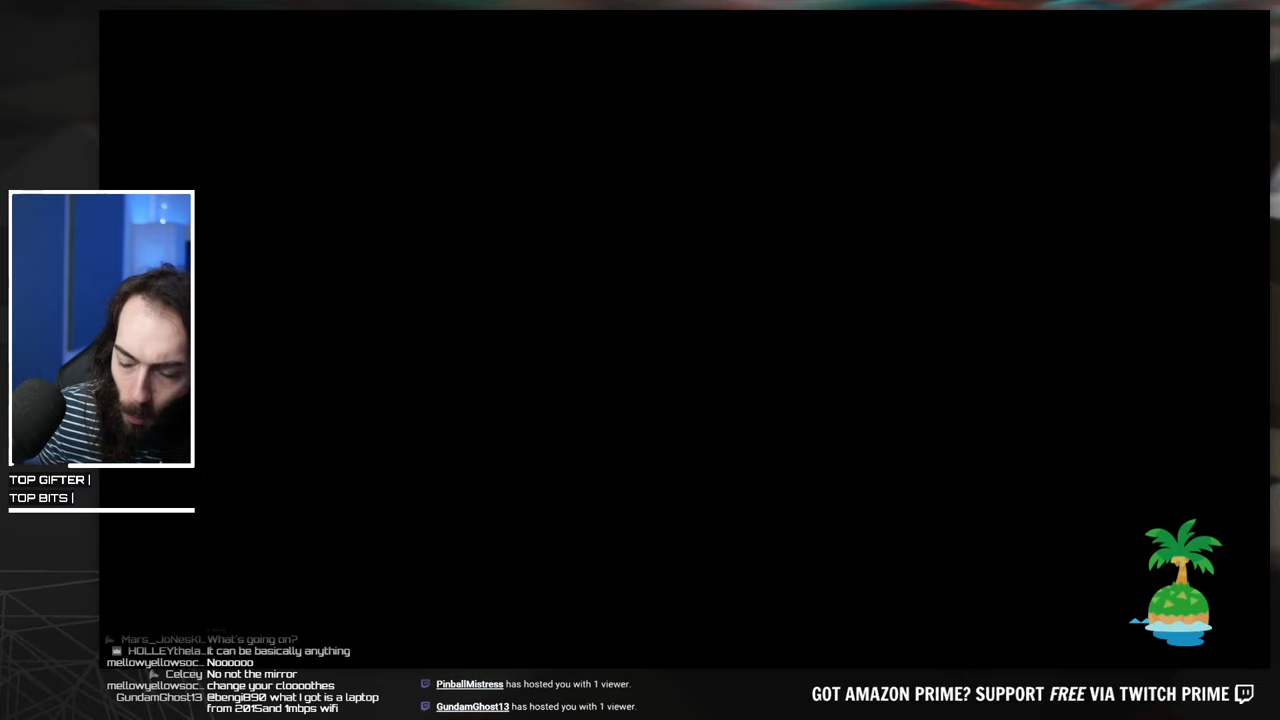 TOP GIFTER |
TOP BITS |
Mars_JoNesKi.. What's going on?
HOLLEYthela.. It can be basically anything
mellowyellowsoc.. Noooooo
Celcey No not the mirror
mellowyellowsoc.. change your cloooothes
GundamGhost13 @bengi890 what I got is a laptop
from 2015and 1mbps wifi
PinballMistress has hosted you with 1 viewer.
GundamGhost13 has hosted you with 1 viewer.
GOT AMAZON PRIME? SUPPORT FREE VIA TWITCH PRIME